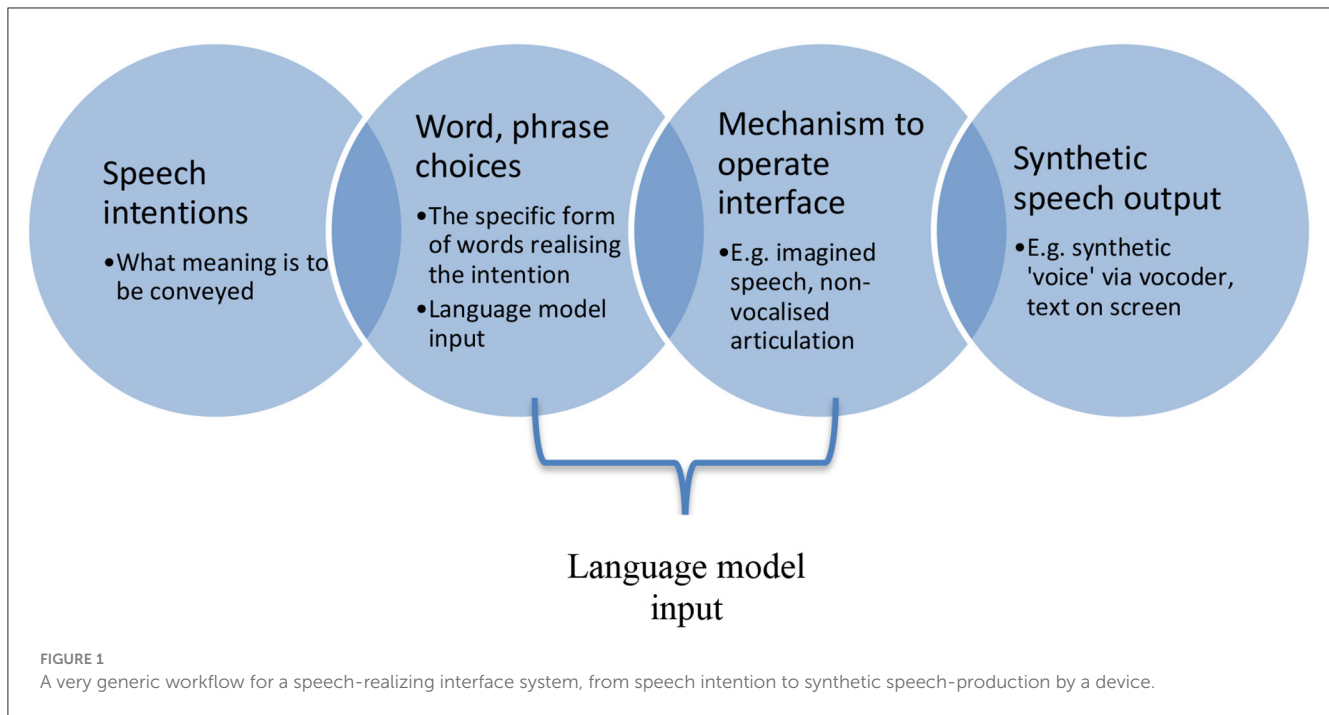 Speech
intentions
•What meaning is to
be conveyed
Word, phrase
choices
•The specific form
of words realising
the intention
•Language model
input
Mechanism to
operate
interface
•E.g. imagined
speech, non-
vocalised
articulation
Synthetic
speech output
•E.g. synthetic
'voice' via vocoder,
text on screen
Language model
input
FIGURE 1
A very generic workflow for a speech-realizing interface system, from speech intention to synthetic speech-production by a device.